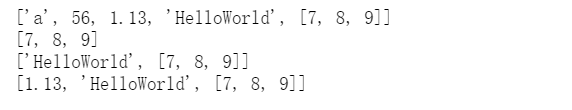 ['a', 56, 1.13, 'HelloWorld', [7, 8, 9]]
[7, 8, 9]
['HelloWorld', [7, 8, 9]]
[1.13, 'HelloWorld', [7, 8, 9]]